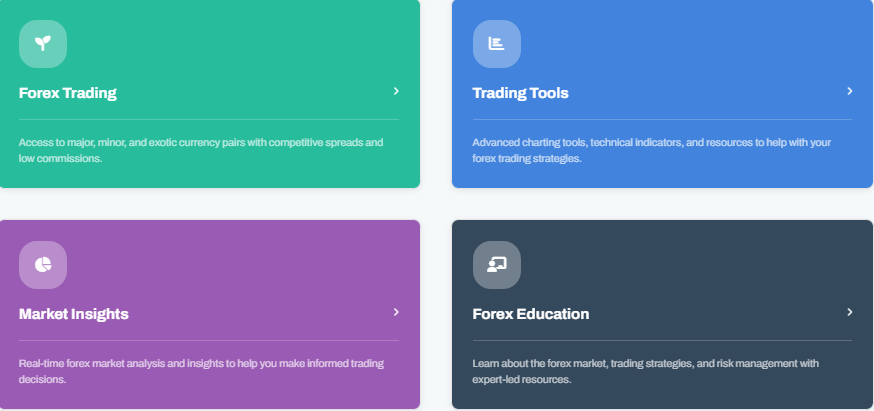 Forex Trading
Access to major, minor, and exotic currency pairs with competitive spreads and
low commissions.
Trading Tools
Advanced charting tools, technical indicators, and resources to help with your
forex trading strategies.
Market Insights
Real-time forex market analysis and insights to help you make informed trading
decisions.
Forex Education
Learn about the forex market, trading strategies, and risk management with
expert-led resources.